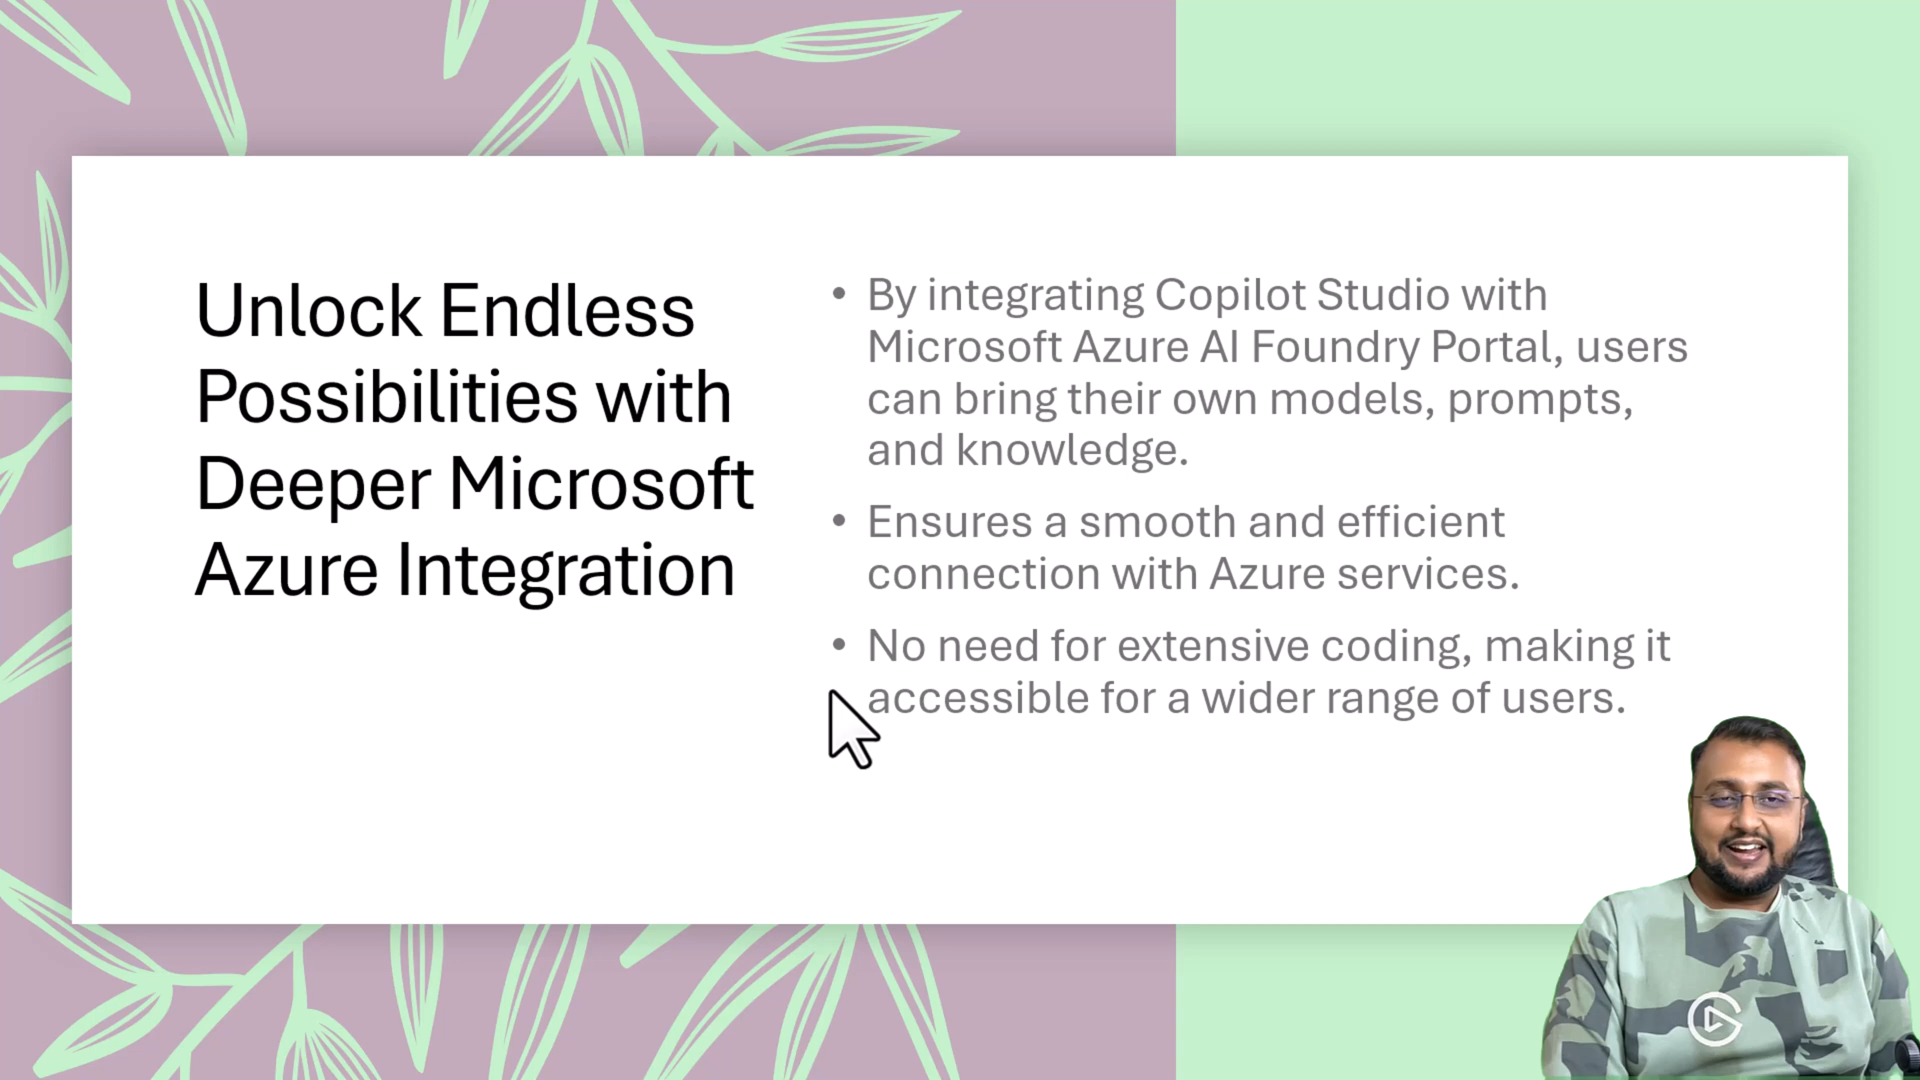 Unlock Endless
Possibilities with
Deeper Microsoft
Azure Integration
• By integrating Copilot Studio with
Microsoft Azure AI Foundry Portal, users
can bring their own models, prompts,
and knowledge.
• Ensures a smooth and efficient
connection with Azure services.
• No need for extensive coding, making it
accessible for a wider range of users.